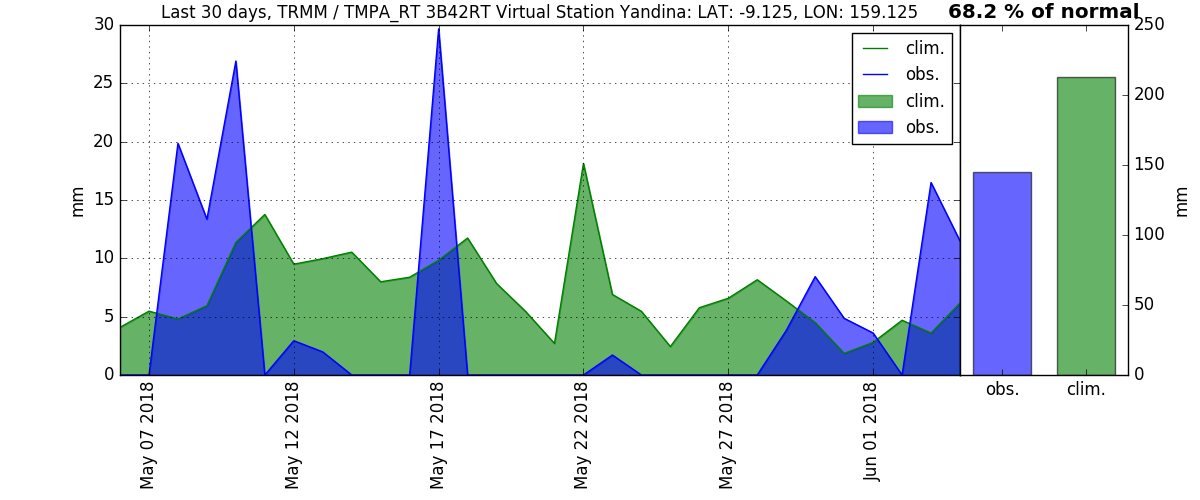 Last 30 days, TRMM / TMPA_RT 3B42RT Virtual Station Yandina: LAT: -9.125, LON: 159.125
68.2 % of normal
30
25
20
15
10
5
0
mm
clim.
obs.
clim.
obs.
May 07 2018
May 12 2018
May 17 2018
May 22 2018
May 27 2018
Jun 01 2018
250
200
150
100
50
0
mm
obs.
clim.